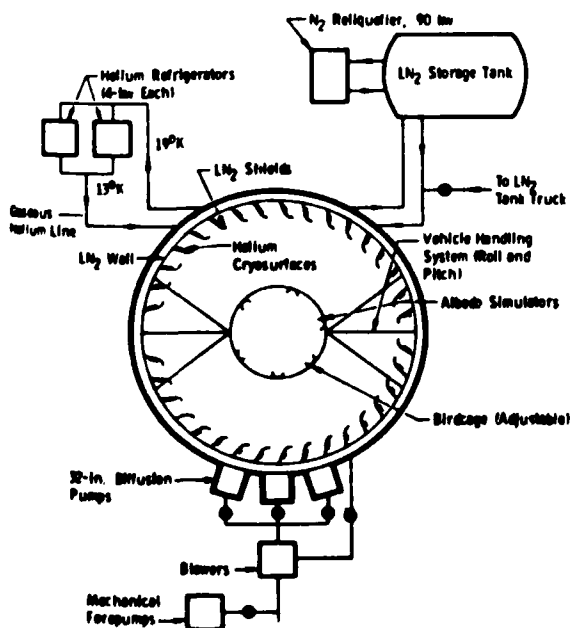 N2 Reliquefier, 90 kw
LN2 Storage Tank
Helium Refrigerators
(4-kw Each)
19°K
13°K
LN2 Shields
To LN2
Tank Truck
Gaseous
Helium Line
LN2 Wall
Helium
Cryosurfaces
Vehicle Handling
System (Roll and
Pitch)
Albedo Simulators
Birdcage (Adjustable)
32-in. Diffusion
Pumps
Blowers
Mechanical
Forepumps